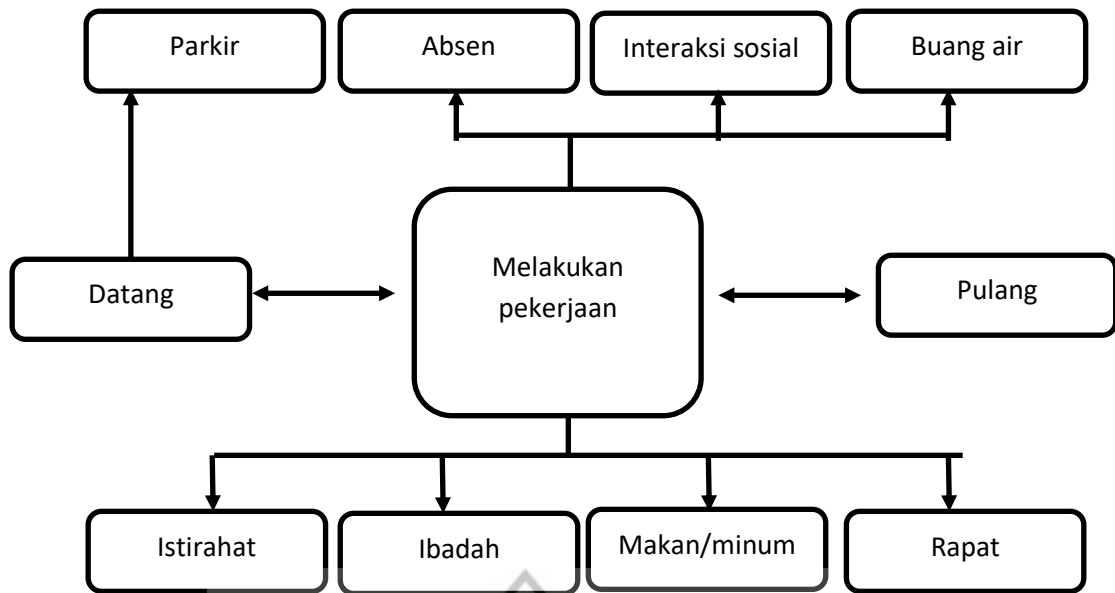 Parkir
Absen
Interaksi sosial
Buang air
Datang
Melakukan
pekerjaan
Pulang
Istirahat
Ibadah
Makan/minum
Rapat